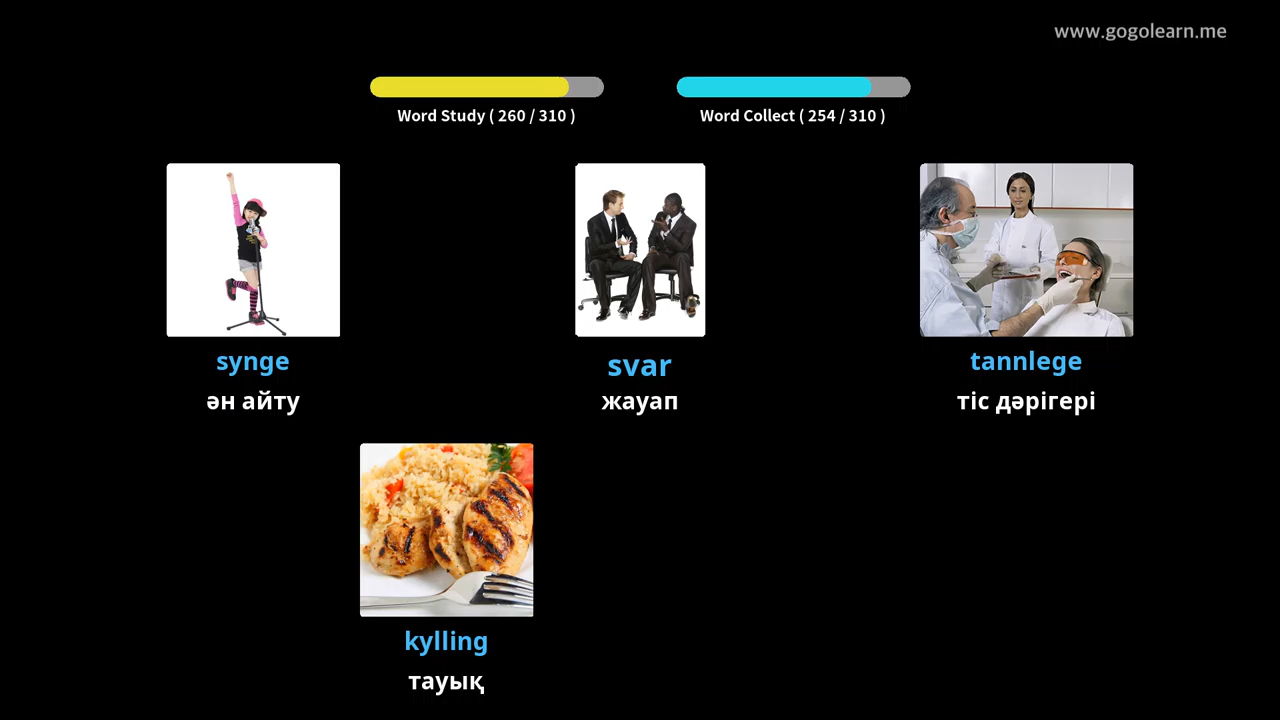 www.gogolearn.me
Word Study ( 260 / 310 )
Word Collect ( 254 / 310 )
synge
svar
tannlege
ән айту
жауап
тіс дәрігері
kylling
тауық